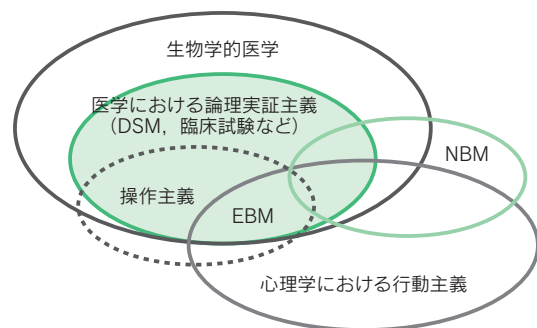 生物学的医学
医学における論理実証主義
（DSM，臨床試験など）
NBM
操作主義
EBM
心理学における行動主義